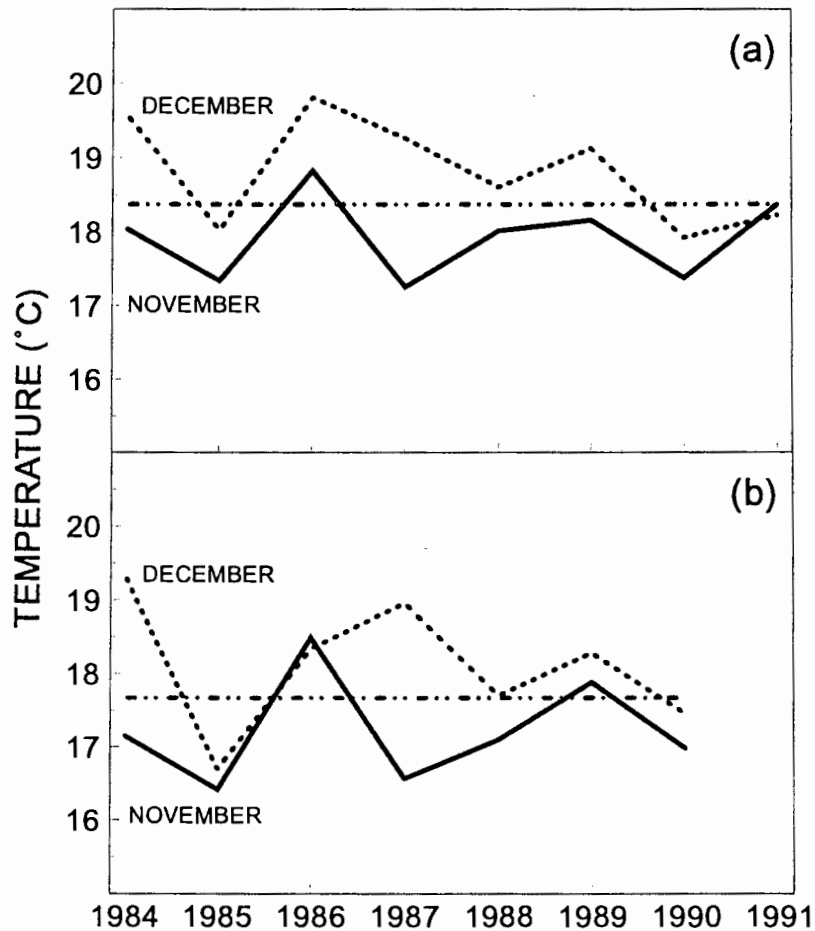 TEMPERATURE (°C)
(a)
20
19
18
17
16
DECEMBER
NOVEMBER
(b)
20
19
18
17
16
DECEMBER
NOVEMBER
1984 1985 1986 1987 1988 1989 1990 1991